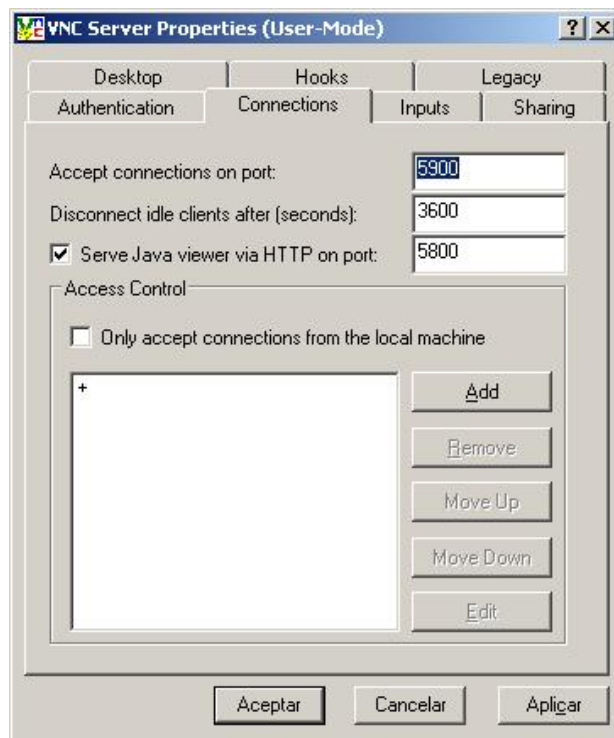 VNC Server Properties (User-Mode)
Desktop Hooks Legacy
Authentication Connections Inputs Sharing
Accept connections on port: 5900
Disconnect idle clients after (seconds): 3600
Serve Java viewer via HTTP on port: 5800
Access Control
Only accept connections from the local machine
+
Add
Remove
Move Up
Move Down
Edit
Aceptar Cancelar Aplicar